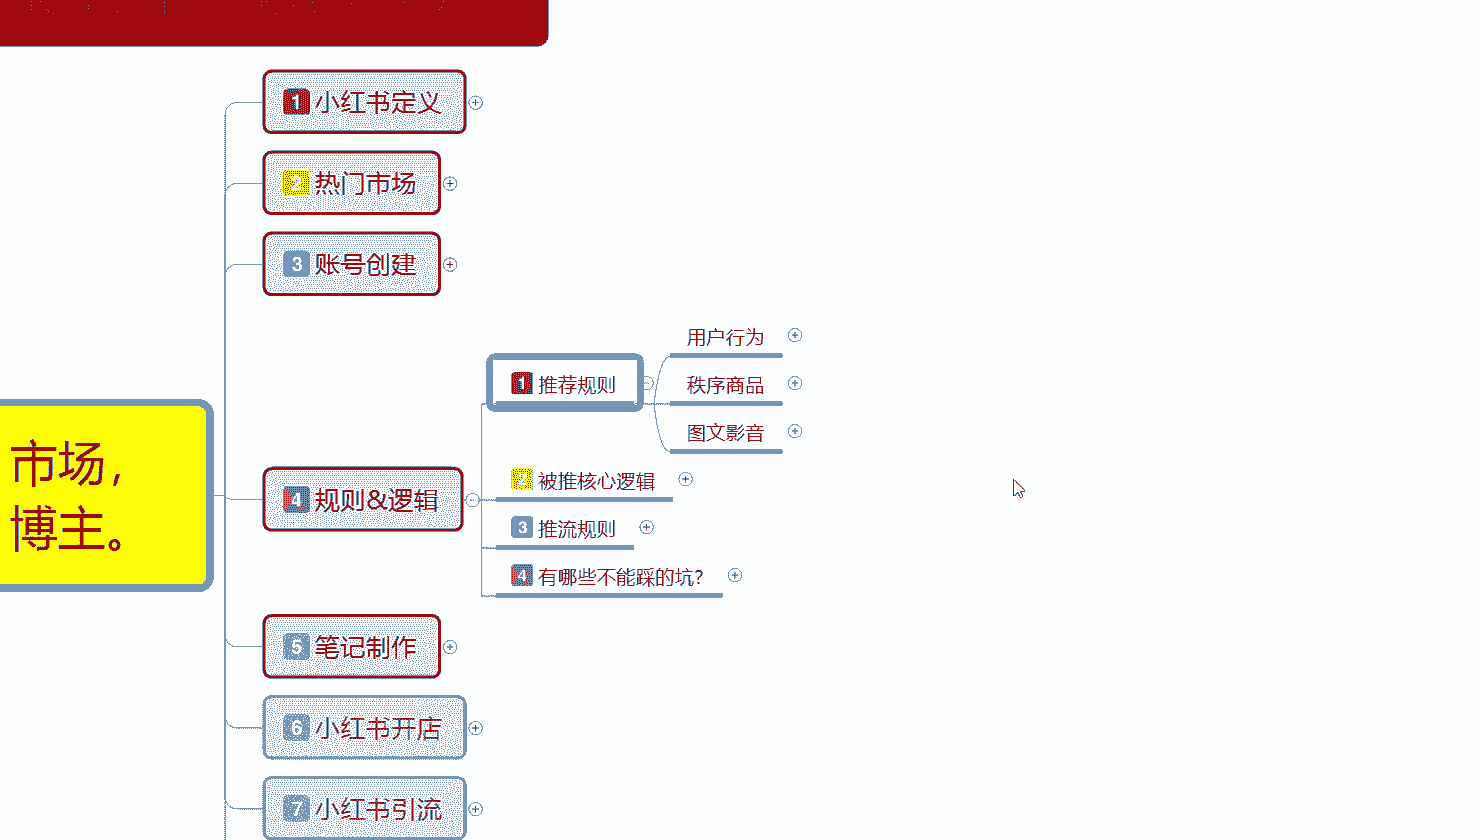 1 小红书定义
2 热门市场
3 账号创建
市场，
博主。
4 规则&逻辑
1 推荐规则
用户行为
秩序商品
图文影音
2 被推核心逻辑
3 推流规则
4 有哪些不能踩的坑？
5 笔记制作
6 小红书开店
7 小红书引流